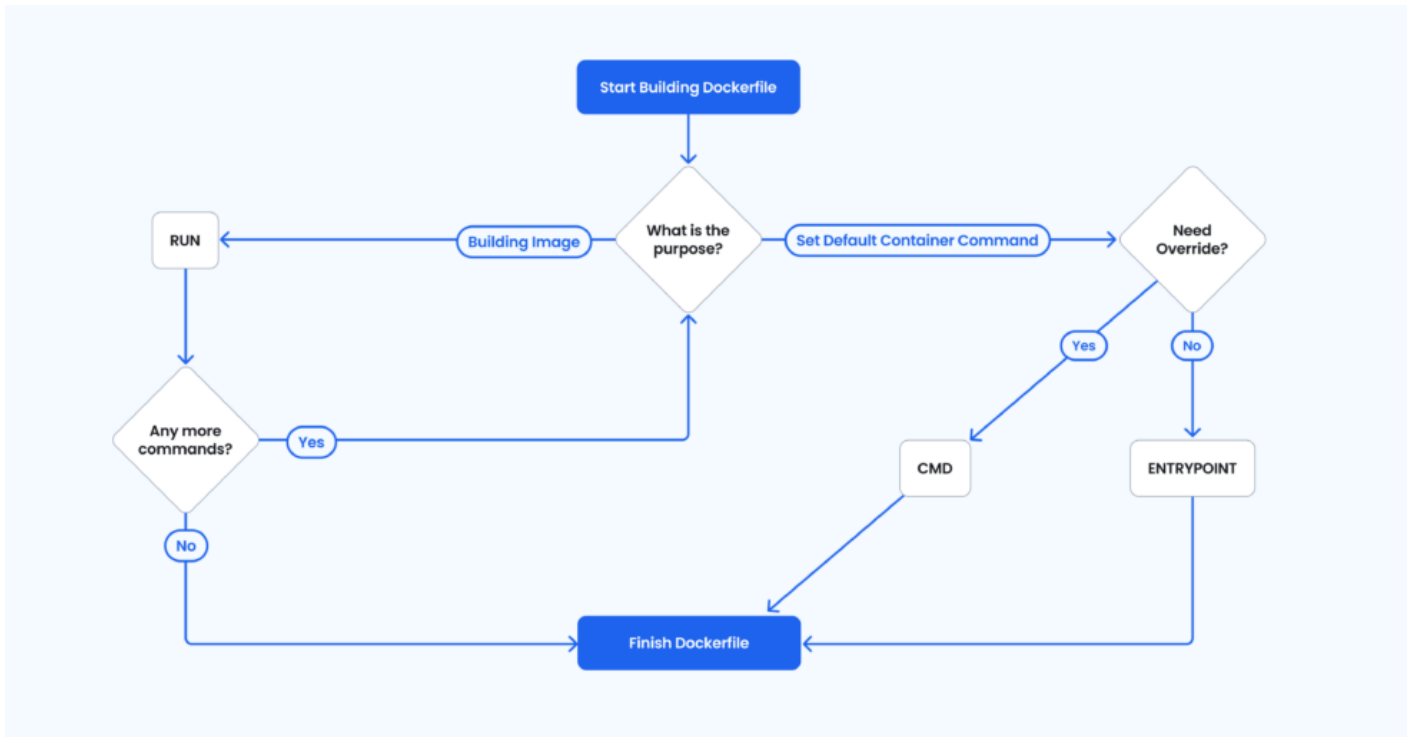 Start Building Dockerfile
RUN
Building Image
What is the
purpose?
Set Default Container Command
Need
Override?
Yes
No
Any more
commands?
Yes
CMD
ENTRYPOINT
No
Finish Dockerfile